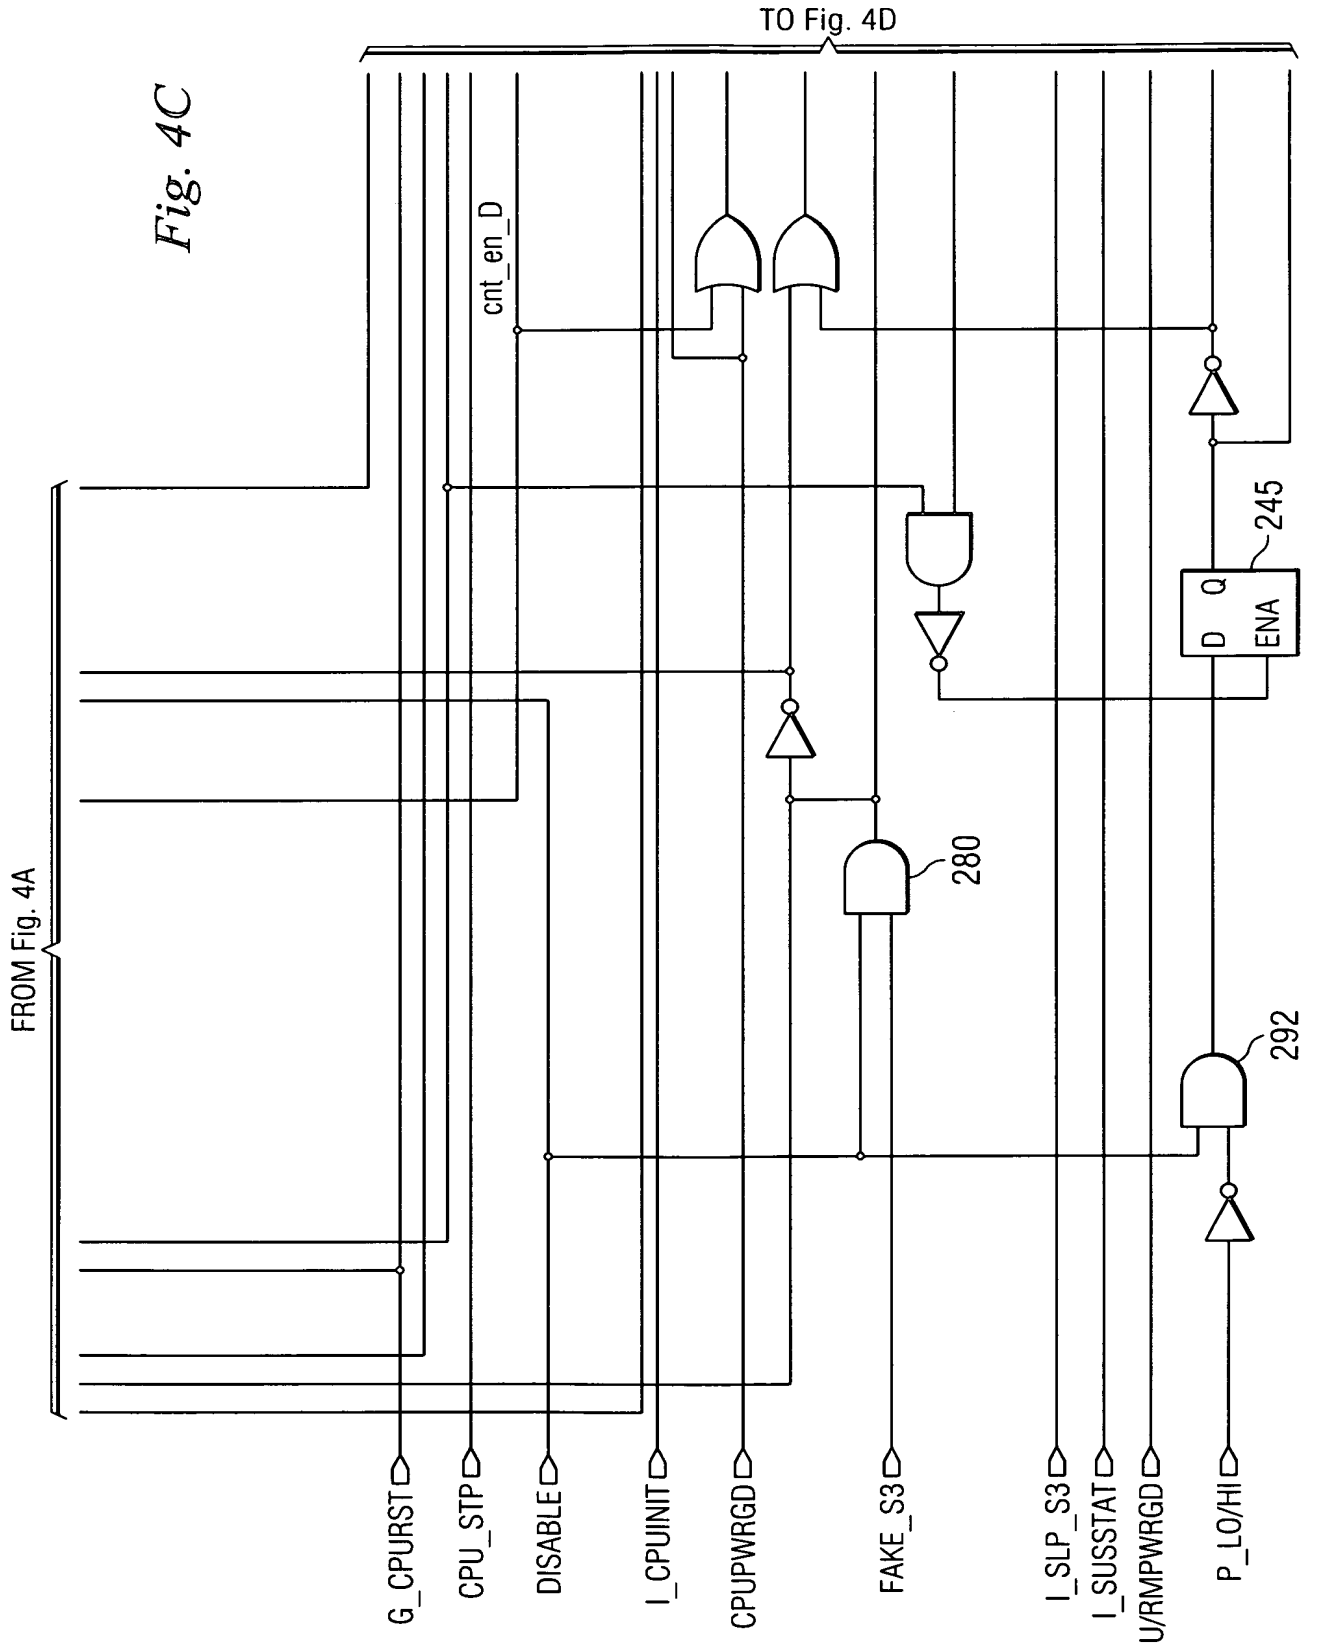 TO Fig. 4D
Fig. 4C
FROM Fig. 4A
cnt_en_D
G_CPURST
CPU_STP
DISABLE
I_CPUINIT
CPUPWRGD
FAKE_S3
I_SLP_S3
I_SUSSTAT
U/RMPWRGD
P_LO/HI
280
292
D Q
ENA
245